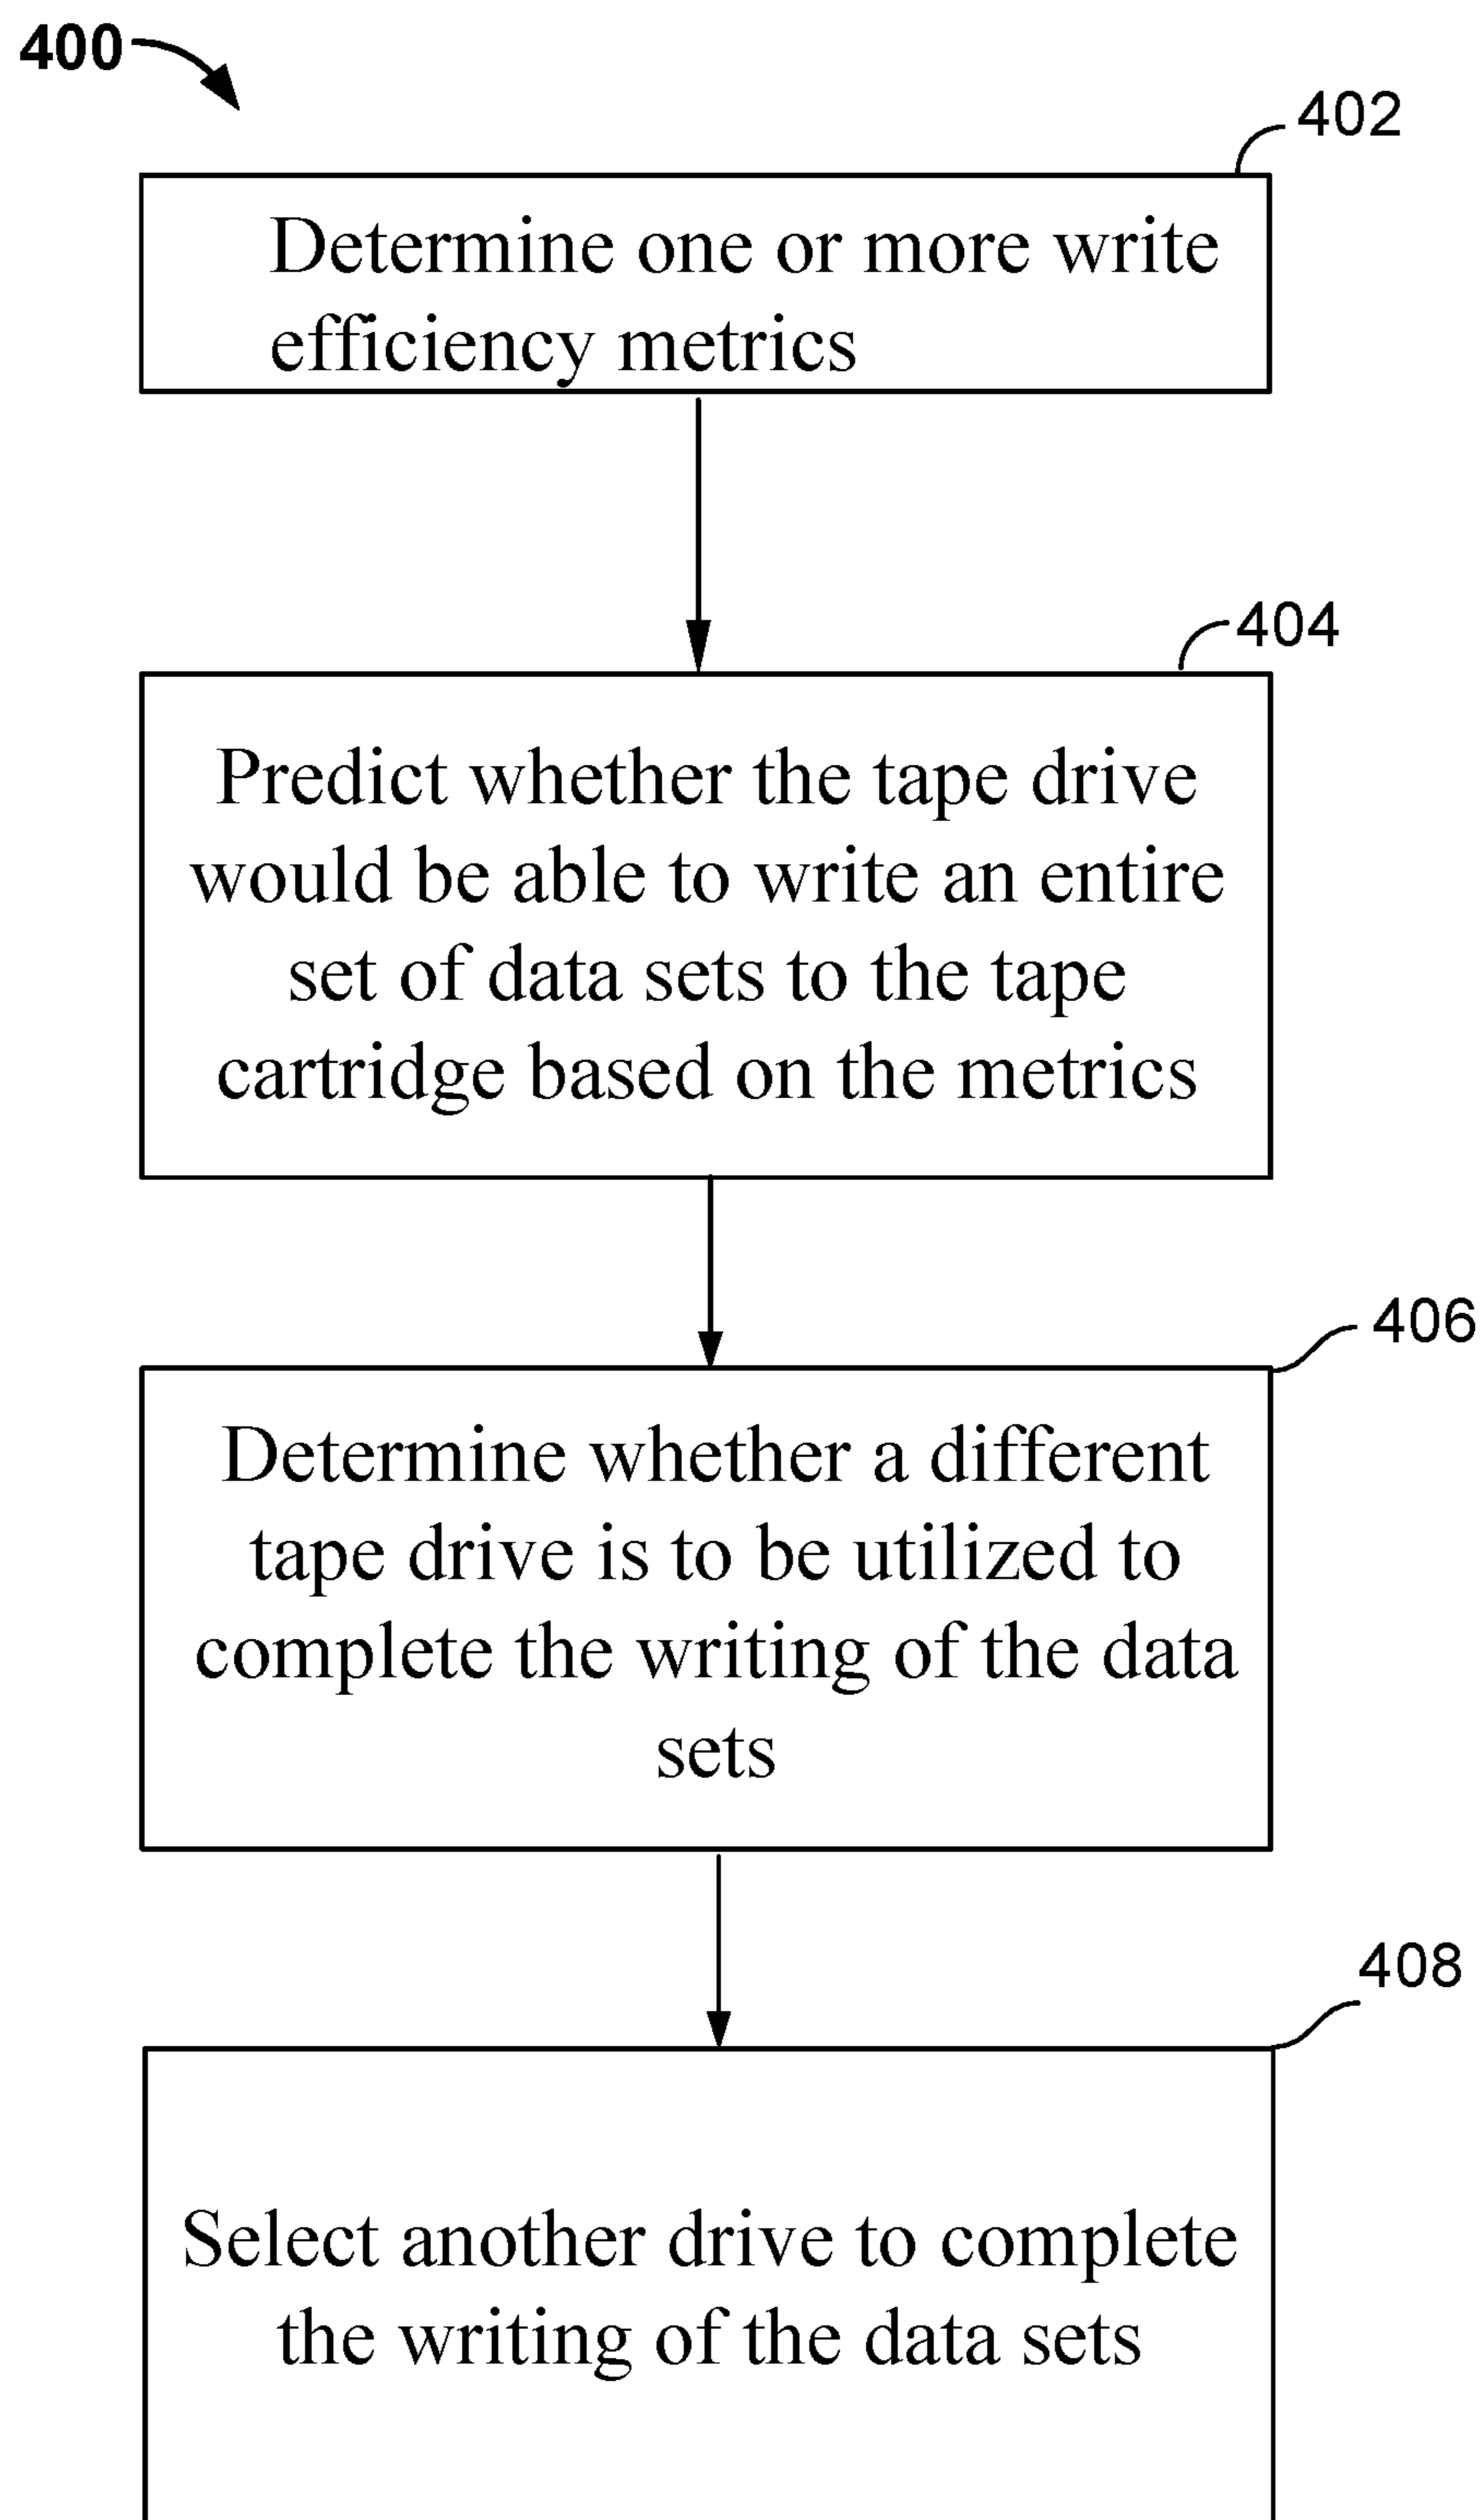 400
402
Determine one or more write
efficiency metrics
404
Predict whether the tape drive
would be able to write an entire
set of data sets to the tape
cartridge based on the metrics
406
Determine whether a different
tape drive is to be utilized to
complete the writing of the data
sets
408
Select another drive to complete
the writing of the data sets